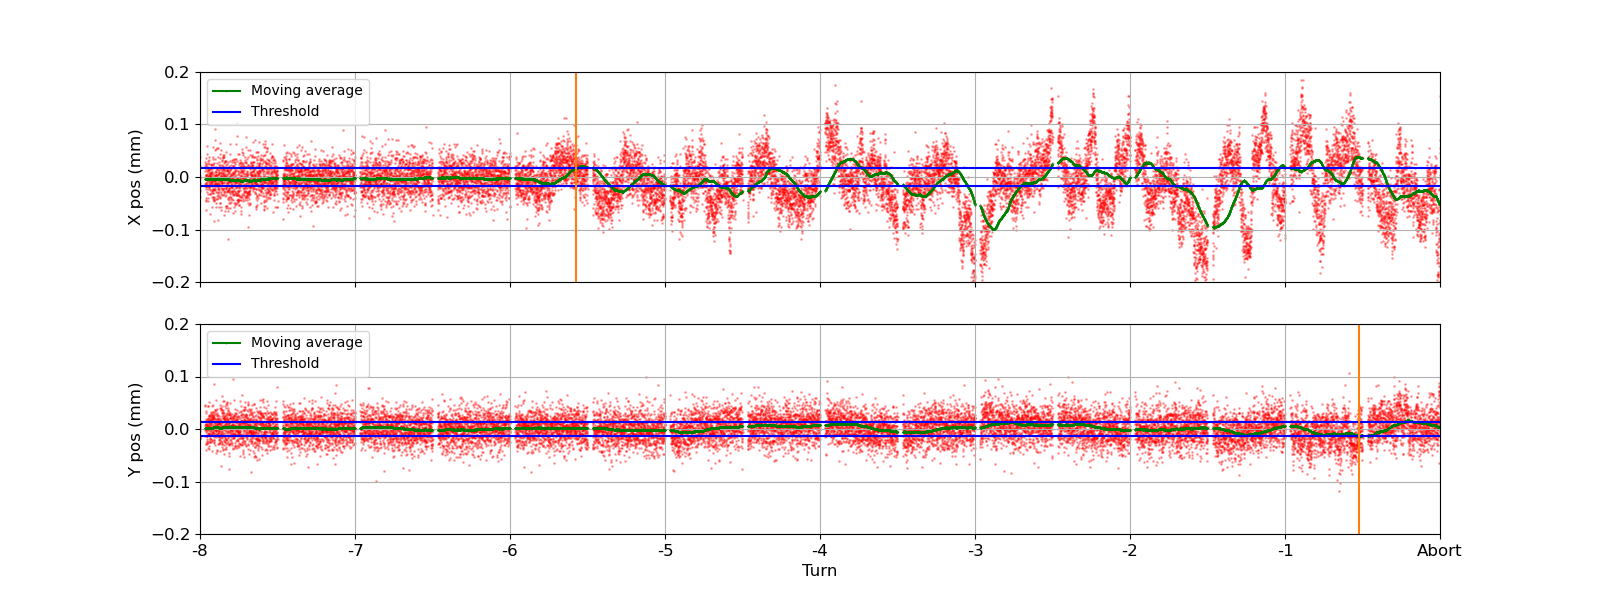 0.2
0.1
0.0
−0.1
−0.2
X pos (mm)
Moving average
Threshold
0.2
0.1
0.0
−0.1
−0.2
Y pos (mm)
Moving average
Threshold
-8 -7 -6 -5 -4 -3 -2 -1 Abort
Turn